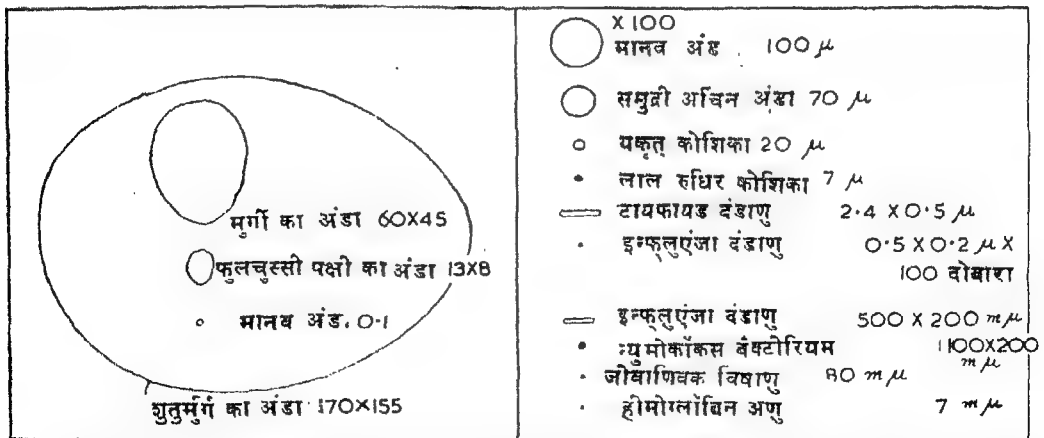 मुर्गी का अंडा 60X45
फुलचुस्सी पक्षी का अंडा 13X8
मानव अंड. 0·1
शुतुर्मुर्ग का अंडा 170X155
X 100
मानव अंड . 100 μ
समुद्री अर्चिन अंडा 70 μ
यकृत् कोशिका 20 μ
लाल रुधिर कोशिका 7 μ
टायफायड दंडाणु 2·4 X 0·5 μ
इन्फ्लुएंजा दंडाणु 0·5 X 0·2 μ X
100 दोबारा
इन्फ्लुएंजा दंडाणु 500 X 200 mμ
न्युमोकॉकस बैक्टोरियम 1100X200
mμ
जीवाण्विक विषाणु 80 mμ
हीमोग्लोबिन अणु 7 mμ